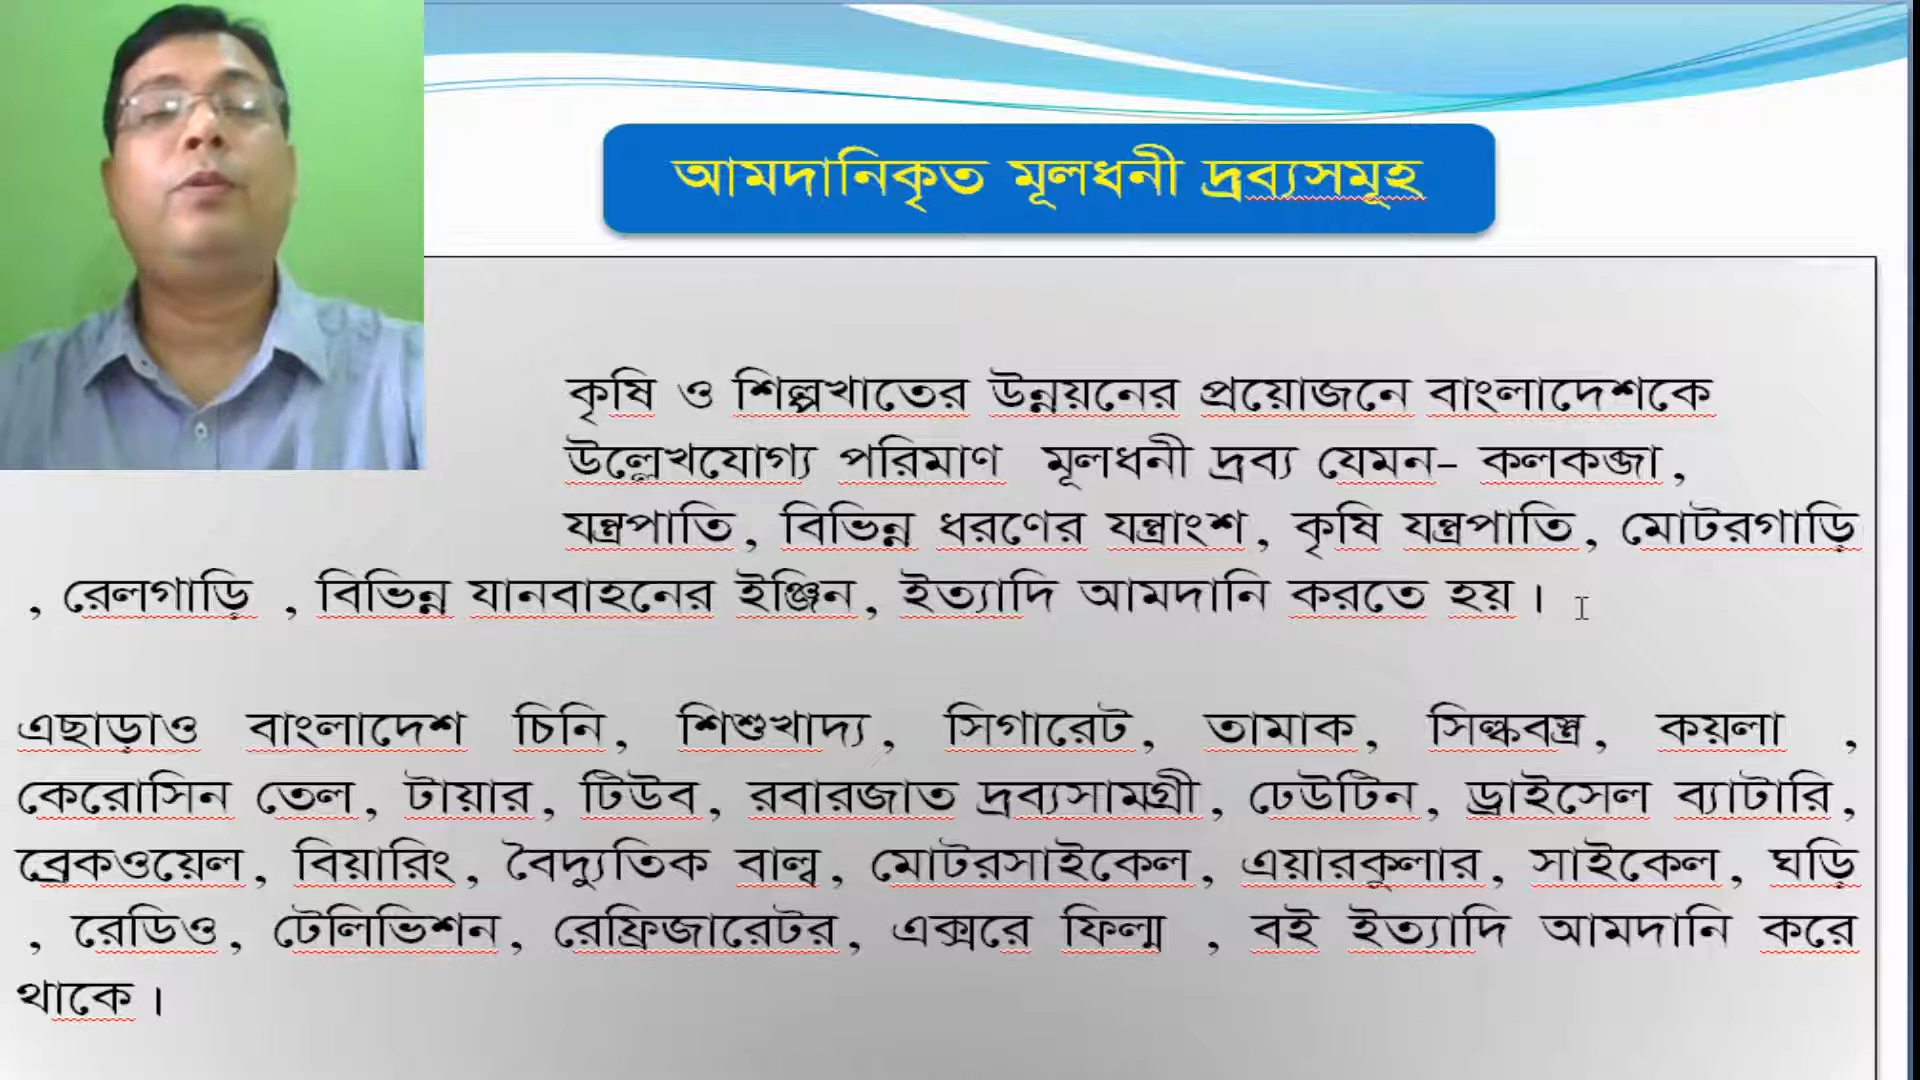 আমদানিকৃত মূলধনী দ্রব্যসমূহ
কৃষি ও শিল্পখাতের উন্নয়নের প্রয়োজনে বাংলাদেশকে
উল্লেখযোগ্য পরিমাণ মূলধনী দ্রব্য যেমন- কলকব্জা,
যন্ত্রপাতি, বিভিন্ন ধরণের যন্ত্রাংশ, কৃষি যন্ত্রপাতি, মোটরগাড়ি
, রেলগাড়ি , বিভিন্ন যানবাহনের ইঞ্জিন, ইত্যাদি আমদানি করতে হয়।
এছাড়াও বাংলাদেশ চিনি, শিশুখাদ্য, সিগারেট, তামাক, সিল্কবস্ত্র, কয়লা ,
কেরোসিন তেল, টায়ার, টিউব, রবারজাত দ্রব্যসামগ্রী, ঢেউটিন, ড্রাইসেল ব্যাটারি,
ব্রেকওয়েল, বিয়ারিং, বৈদ্যুতিক বাল্ব, মোটরসাইকেল, এয়ারকুলার, সাইকেল, ঘড়ি
, রেডিও, টেলিভিশন, রেফ্রিজারেটর, এক্সরে ফিল্ম , বই ইত্যাদি আমদানি করে
থাকে।